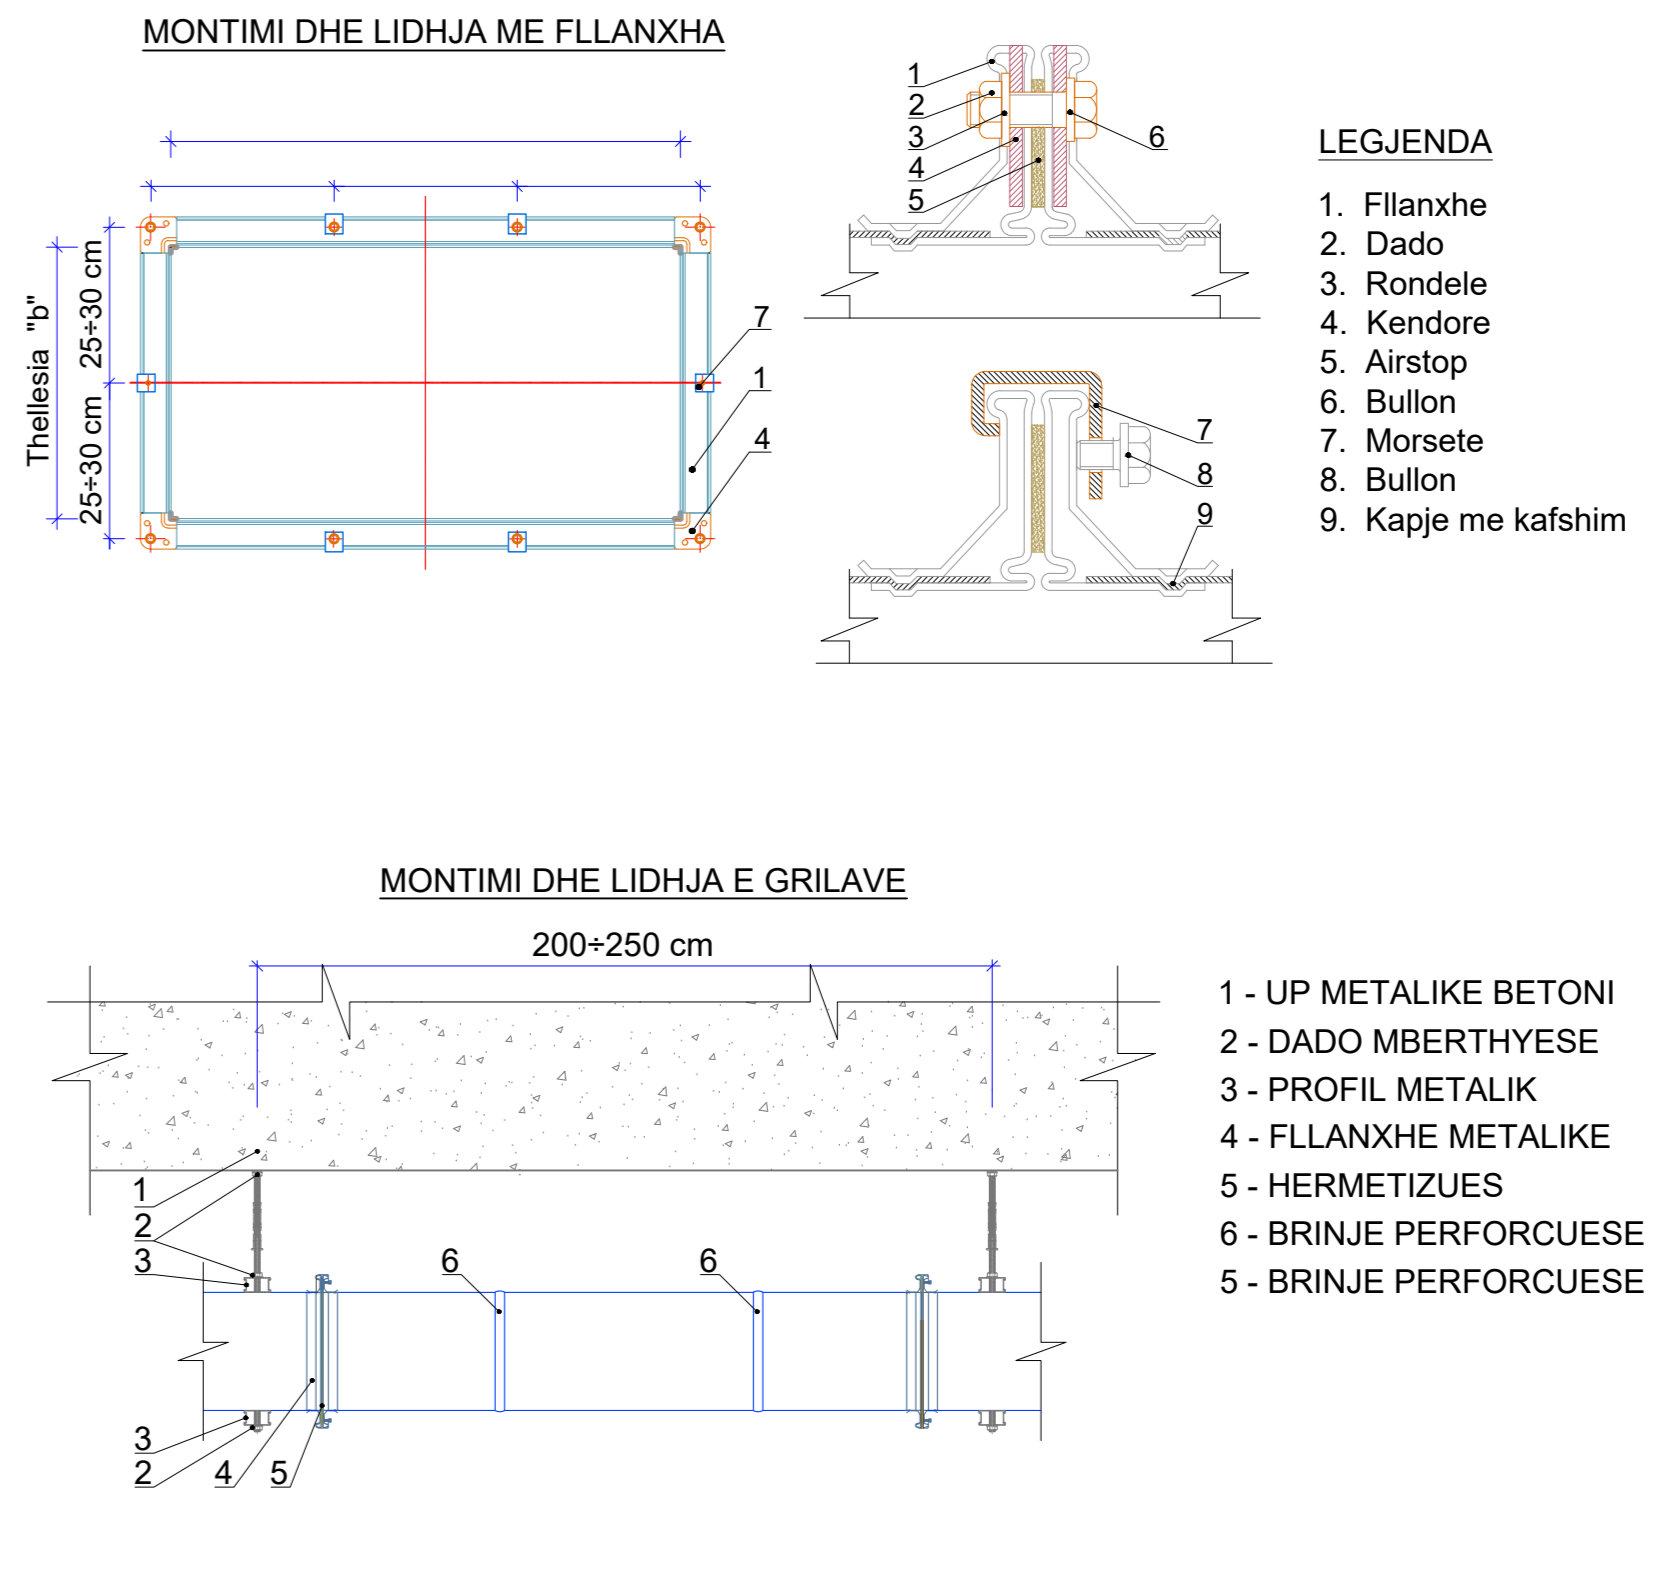 MONTIMI DHE LIDHJA ME FLLANXHA
Thellesia "b"
25÷30 cm
25÷30 cm
7
1
4
1
2
3
4
5
6
7
8
9
LEGJENDA
1. Fllanxhe
2. Dado
3. Rondele
4. Kendore
5. Airstop
6. Bullon
7. Morsete
8. Bullon
9. Kapje me kafshim
MONTIMI DHE LIDHJA E GRILAVE
200÷250 cm
1
2
3
6
6
3
2
4
5
1 - UP METALIKE BETONI
2 - DADO MBERTHYESE
3 - PROFIL METALIK
4 - FLLANXHE METALIKE
5 - HERMETIZUES
6 - BRINJE PERFORCUESE
5 - BRINJE PERFORCUESE